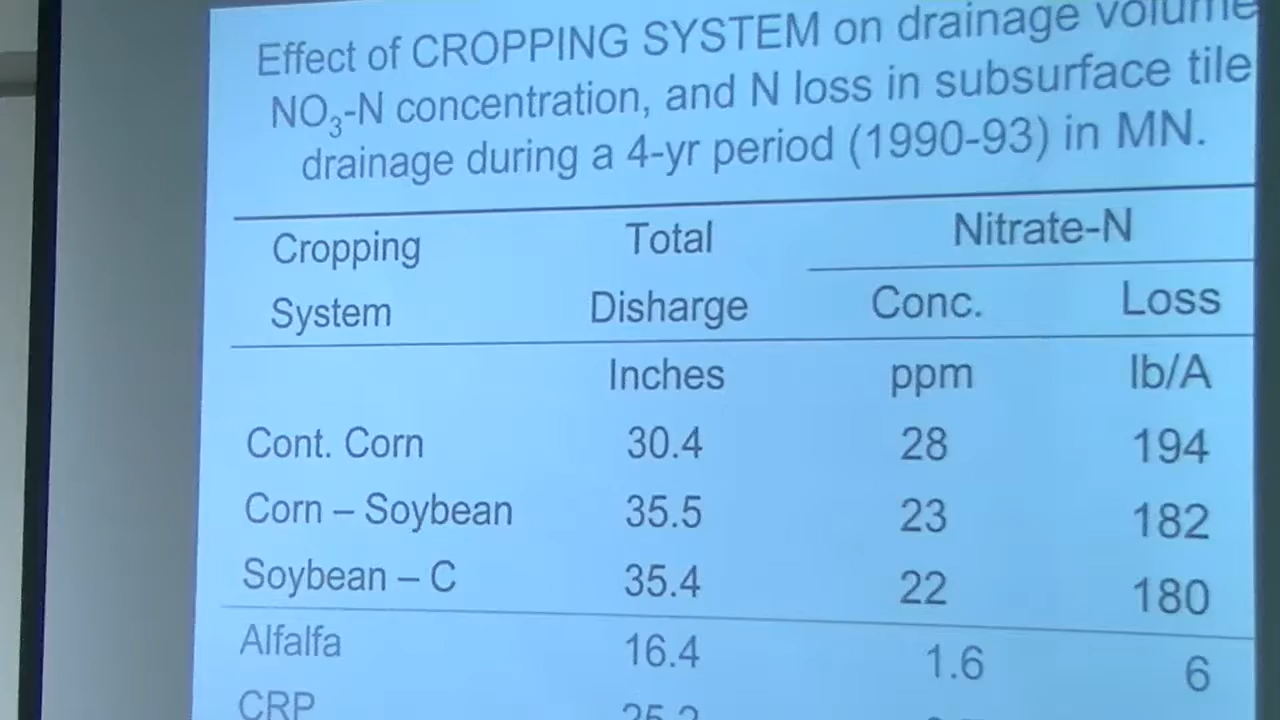 Effect of CROPPING SYSTEM on drainage volume
NO3-N concentration, and N loss in subsurface tile
drainage during a 4-yr period (1990-93) in MN.
Cropping System Total Disharge Nitrate-N
Conc. Loss
Inches ppm lb/A
Cont. Corn 30.4 28 194
Corn – Soybean 35.5 23 182
Soybean – C 35.4 22 180
Alfalfa 16.4 1.6 6
CRP 25.2